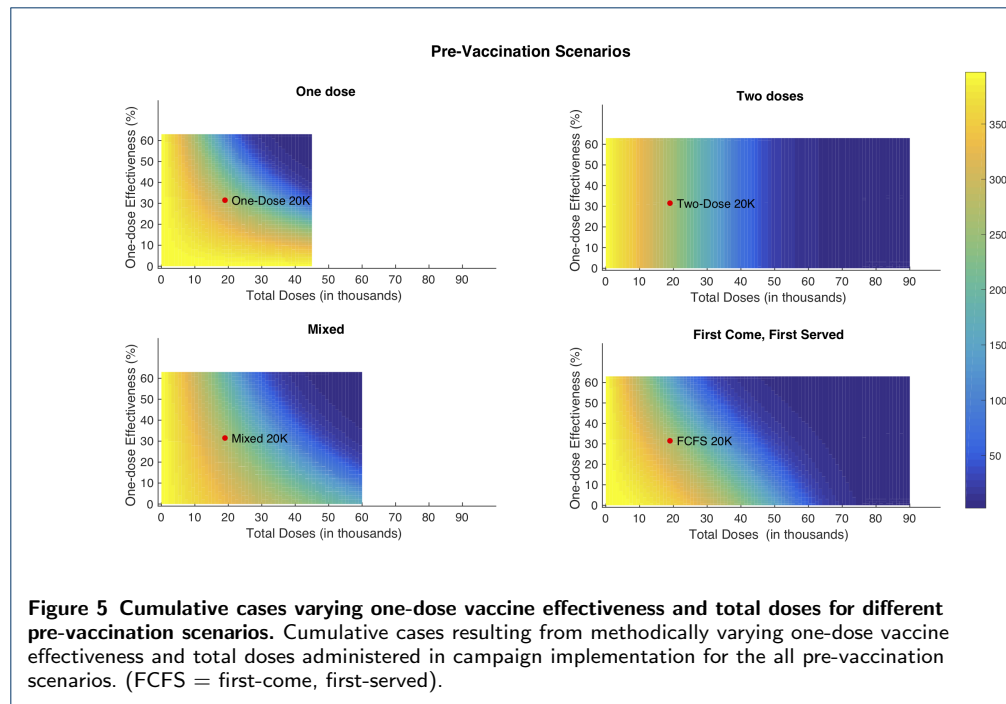 Pre-Vaccination Scenarios
One dose
One-dose Effectiveness (%)
60
50
40
30
20
10
0
One-Dose 20K
0 10 20 30 40 50 60 70 80 90
Total Doses (in thousands)
Two doses
One-dose Effectiveness (%)
60
50
40
30
20
10
0
Two-Dose 20K
0 10 20 30 40 50 60 70 80 90
Total Doses (in thousands)
Mixed
One-dose Effectiveness (%)
60
50
40
30
20
10
0
Mixed 20K
0 10 20 30 40 50 60 70 80 90
Total Doses (in thousands)
First Come, First Served
One-dose Effectiveness (%)
60
50
40
30
20
10
0
FCFS 20K
0 10 20 30 40 50 60 70 80 90
Total Doses (in thousands)
350
300
250
200
150
100
50
Figure 5 Cumulative cases varying one-dose vaccine effectiveness and total doses for different
pre-vaccination scenarios. Cumulative cases resulting from methodically varying one-dose vaccine
effectiveness and total doses administered in campaign implementation for the all pre-vaccination
scenarios. (FCFS = first-come, first-served).